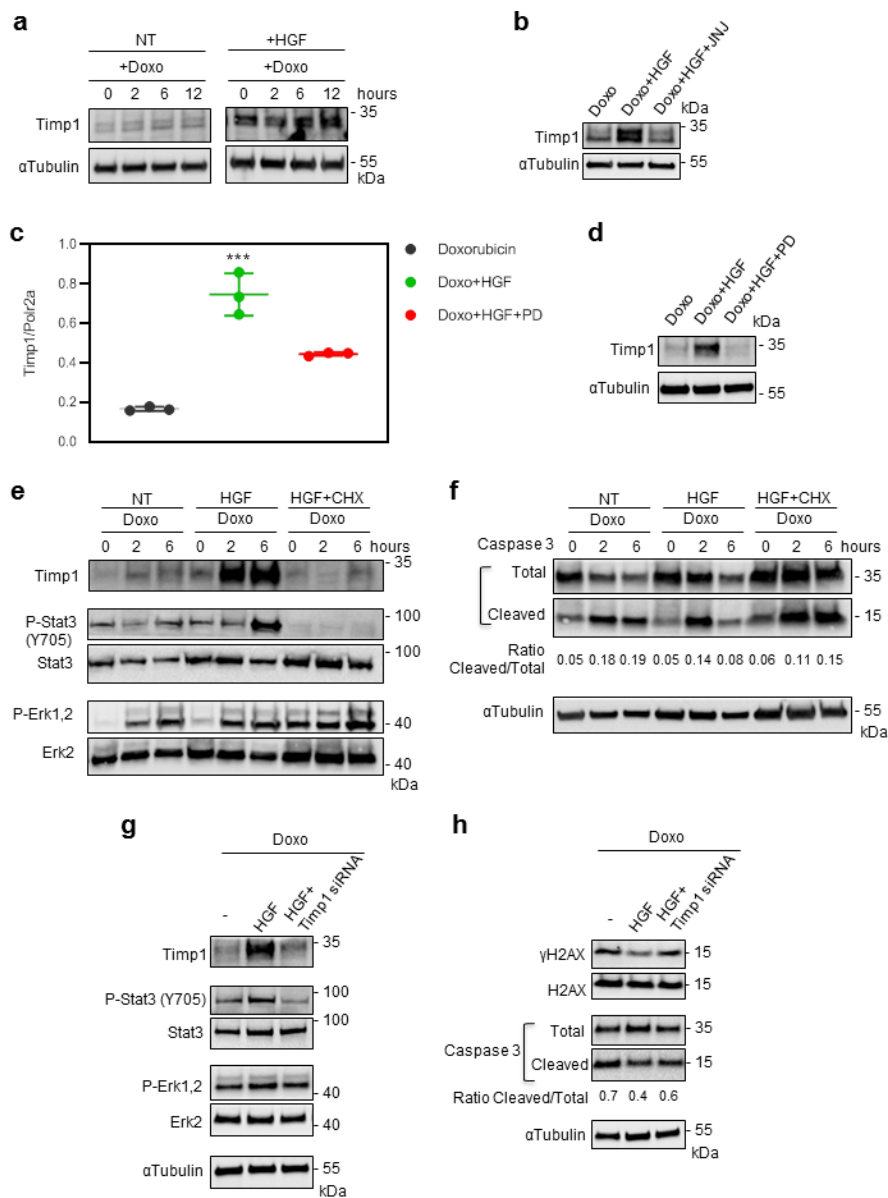 a
NT
+HGF
+Doxo
+Doxo
0 2 6 12
0 2 6 12 hours
Timp1
- 35
αTubulin
- 55
kDa
b
Doxo
Doxo+HGF
Doxo+HGF+JNJ
kDa
Timp1
- 35
αTubulin
- 55
c
Timp1/Polr2a
1.0
0.8
0.6
0.4
0.2
0.0
***
Doxorubicin
Doxo+HGF
Doxo+HGF+PD
d
Doxo
Doxo+HGF
Doxo+HGF+PD
kDa
Timp1
- 35
αTubulin
- 55
e
NT HGF HGF+CHX
Doxo Doxo Doxo
0 2 6 0 2 6 0 2 6 hours
Timp1
- 35
P-Stat3
(Y705)
- 100
Stat3
- 100
P-Erk1,2
- 40
Erk2
- 40
kDa
f
NT HGF HGF+CHX
Doxo Doxo Doxo
Caspase 3 0 2 6 0 2 6 0 2 6 hours
Total
- 35
Cleaved
- 15
Ratio
Cleaved/Total
0.05 0.18 0.19 0.05 0.14 0.08 0.06 0.11 0.15
αTubulin
- 55
kDa
g
Doxo
-
HGF
HGF+
Timp1 siRNA
Timp1
- 35
P-Stat3 (Y705)
- 100
Stat3
- 100
P-Erk1,2
- 40
Erk2
- 40
αTubulin
- 55
kDa
h
Doxo
-
HGF
HGF+
Timp1 siRNA
γH2AX
- 15
H2AX
- 15
Caspase 3
Total
- 35
Cleaved
- 15
Ratio Cleaved/Total 0.7 0.4 0.6
αTubulin
- 55
kDa